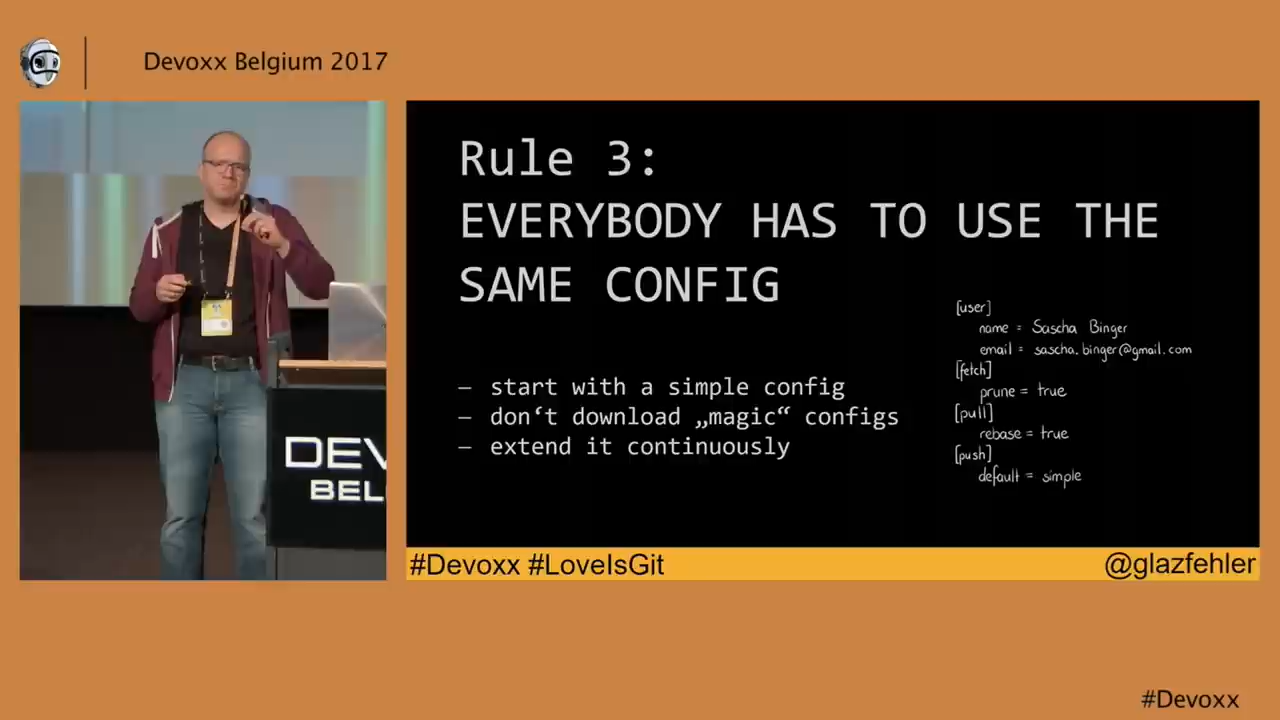 Devoxx Belgium 2017
Rule 3:
EVERYBODY HAS TO USE THE
SAME CONFIG
– start with a simple config
– don‘t download „magic“ configs
– extend it continuously
[user]
name = Sascha Binger
email = sascha.binger@gmail.com
[fetch]
prune = true
[pull]
rebase = true
[push]
default = simple
DEV
BEL
#Devoxx #LoveIsGit
@glazfehler
#Devoxx